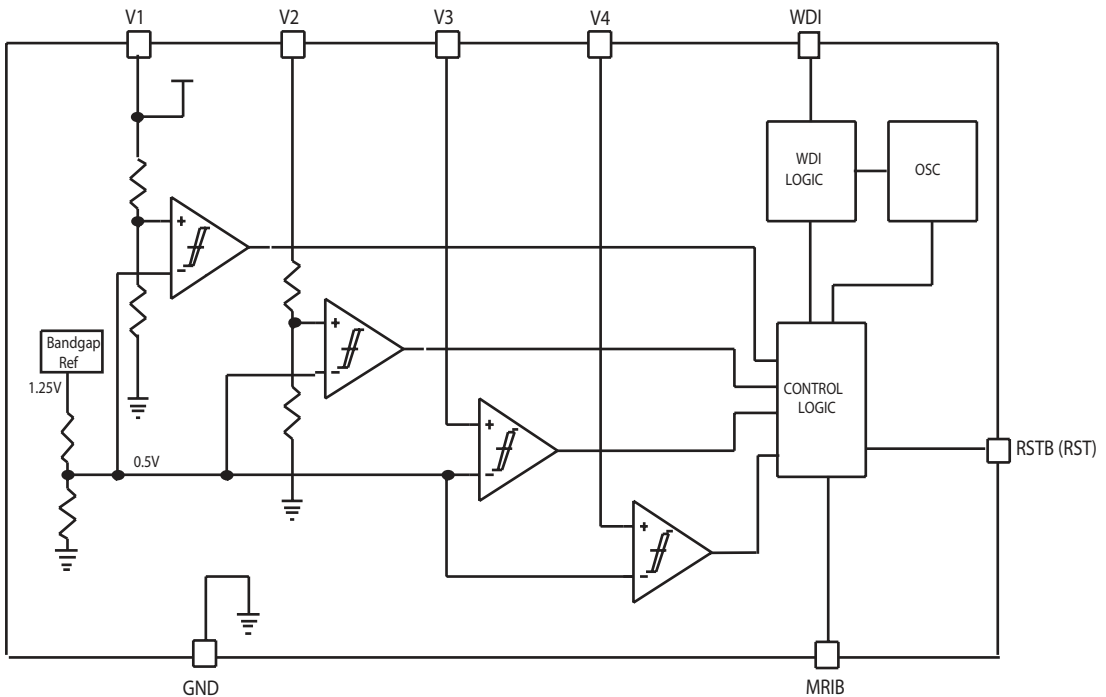 V1
V2
V3
V4
WDI
WDI
LOGIC
OSC
+
−
+
−
Bandgap
Ref
1.25V
CONTROL
LOGIC
+
−
0.5V
RSTB (RST)
+
−
GND
MRIB